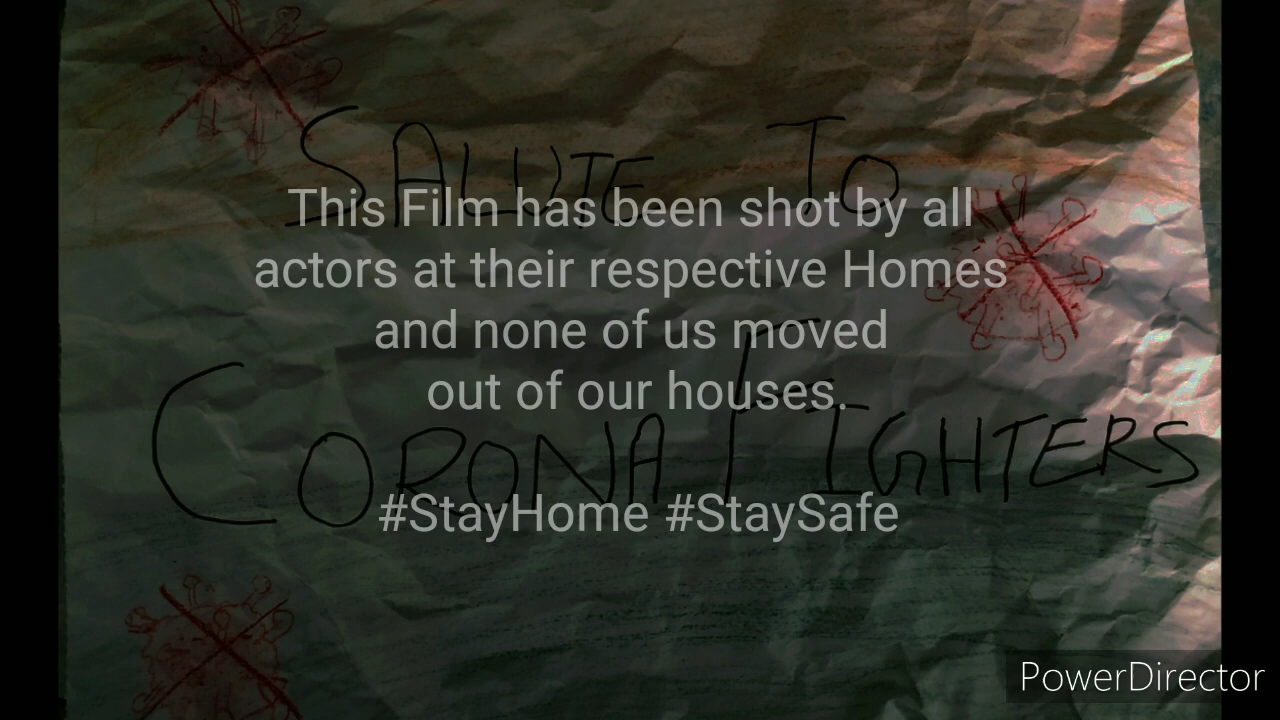 SALUTE TO
This Film has been shot by all
actors at their respective Homes
and none of us moved
out of our houses.
CORONA FIGHTERS
#StayHome #StaySafe
PowerDirector